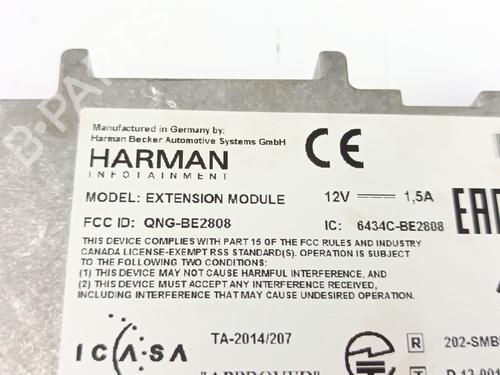 Manufactured in Germany by:
Harman Becker Automotive Systems GmbH
HARMAN
INFOTAINMENT
CE
MODEL: EXTENSION MODULE 12V 1,5A
FCC ID: QNG-BE2808 IC: 6434C-BE2808
EAC
THIS DEVICE COMPLIES WITH PART 15 OF THE FCC RULES AND INDUSTRY
CANADA LICENSE-EXEMPT RSS STANDARD(S). OPERATION IS SUBJECT
TO THE FOLLOWING TWO CONDITIONS:
(1) THIS DEVICE MAY NOT CAUSE HARMFUL INTERFERENCE, AND
(2) THIS DEVICE MUST ACCEPT ANY INTERFERENCE RECEIVED,
INCLUDING INTERFERENCE THAT MAY CAUSE UNDESIRED OPERATION.
ICASA
TA-2014/207
"APPROVED"
R 202-SMB
T
B-PARTS